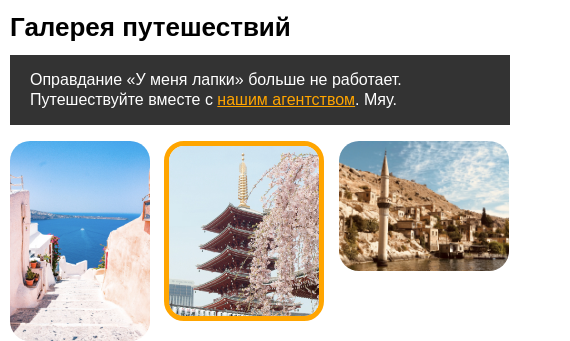 Галерея путешествий
Оправдание «У меня лапки» больше не работает.
Путешествуйте вместе с нашим агентством. Мяу.